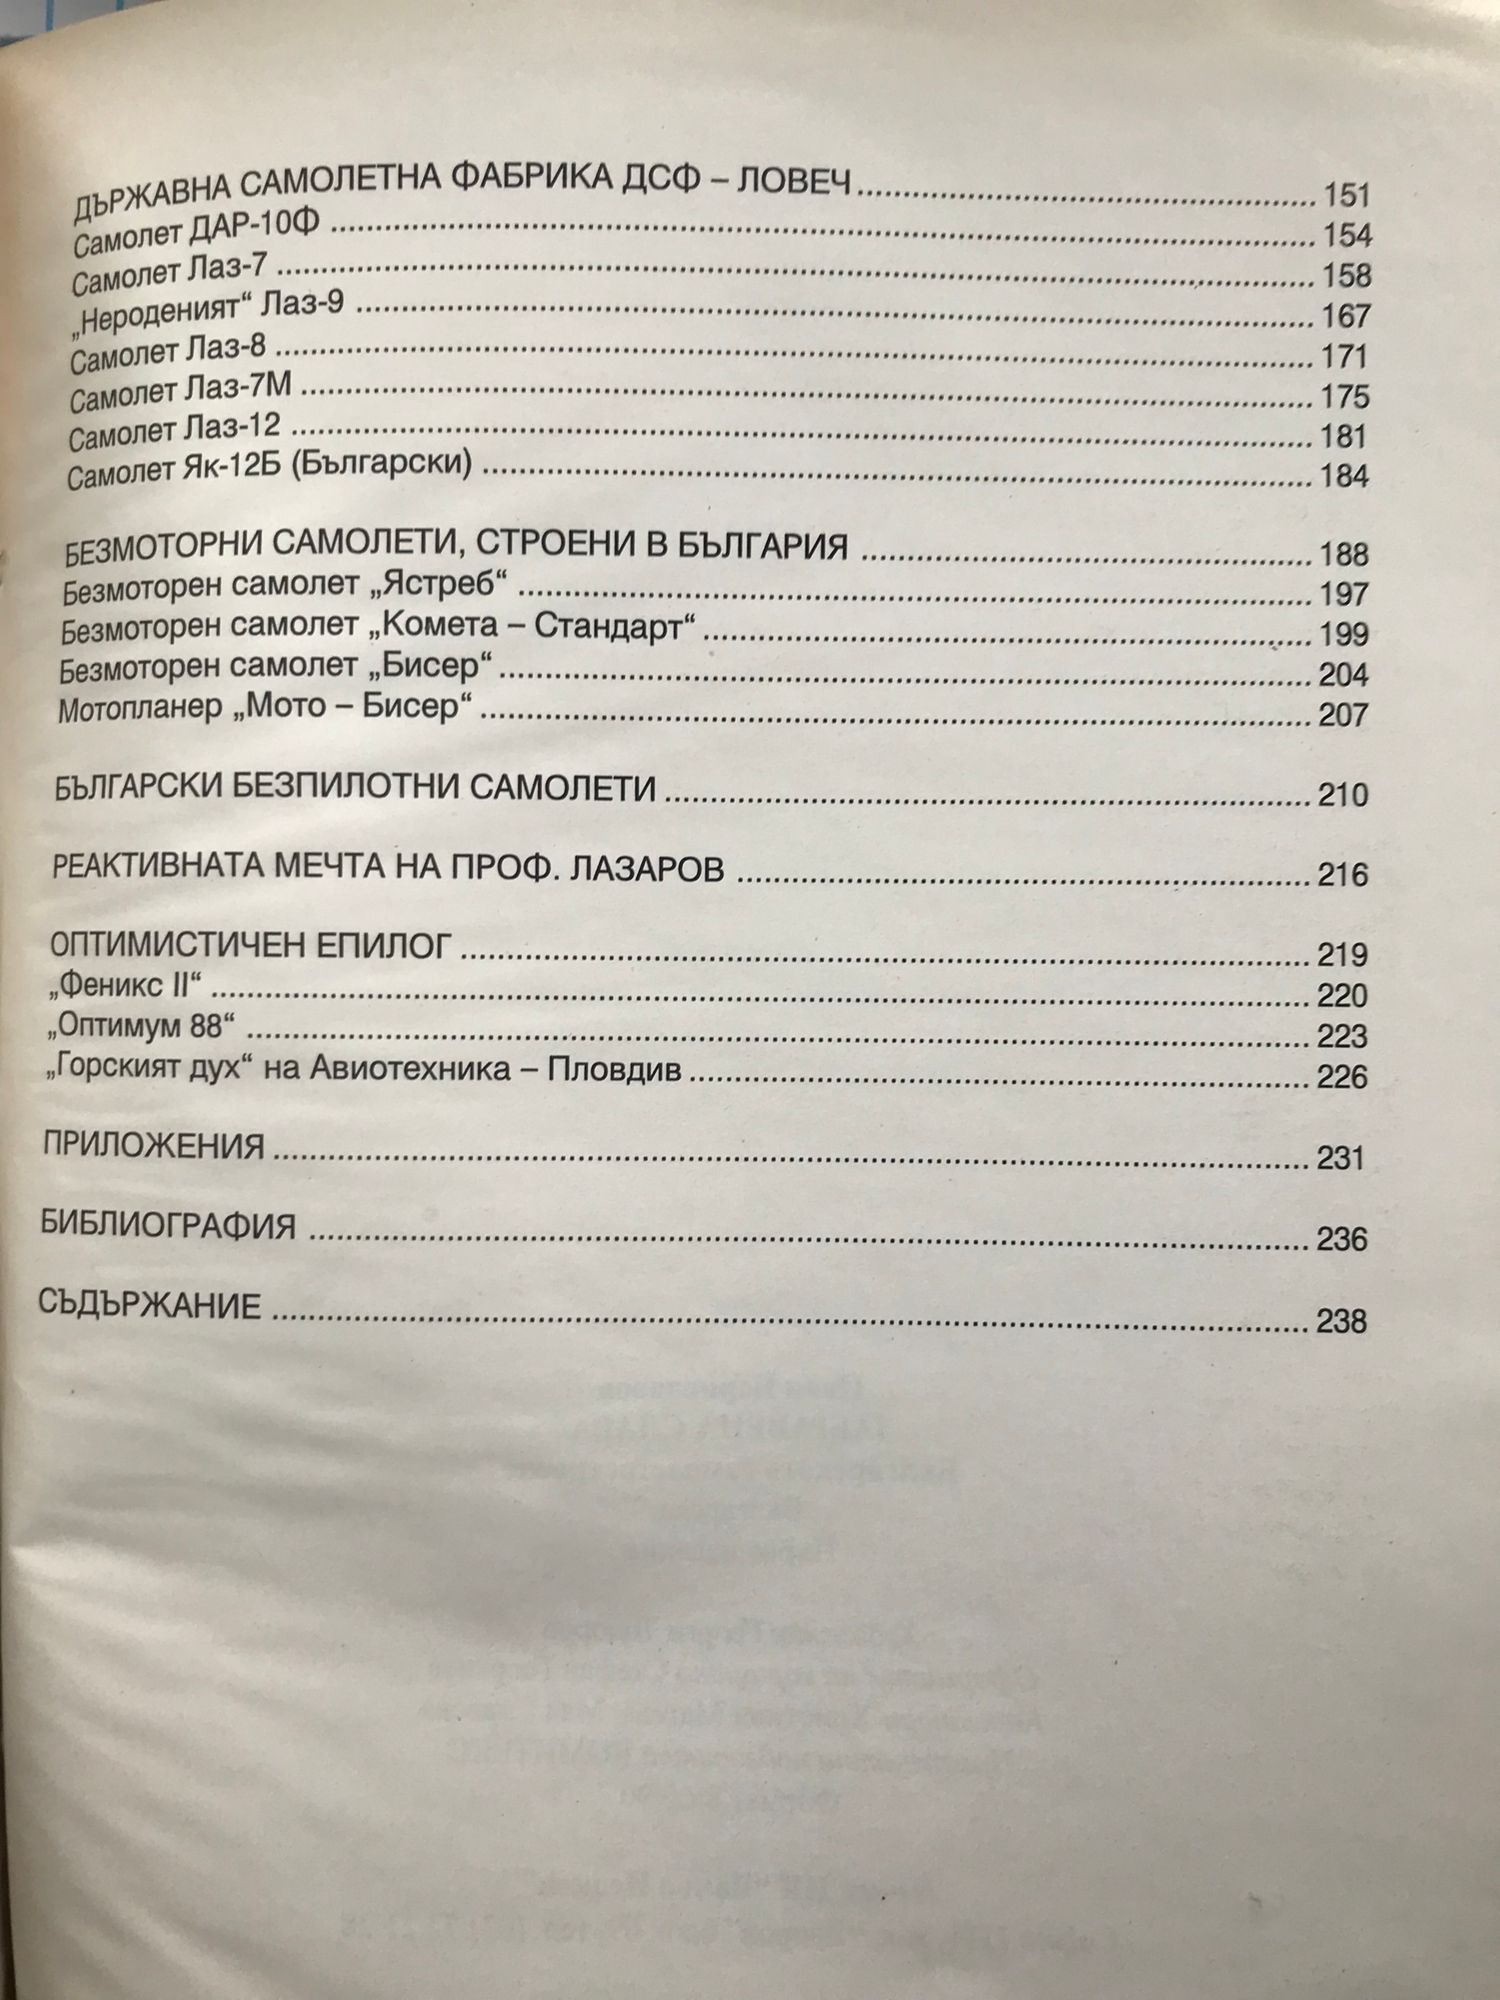 ДЪРЖАВНА САМОЛЕТНА ФАБРИКА ДСФ – ЛОВЕЧ ........ 151
Самолет ДАР-10Ф ........ 154
Самолет Лаз-7 ........ 158
„Нероденият“ Лаз-9 ........ 167
Самолет Лаз-8 ........ 171
Самолет Лаз-7М ........ 175
Самолет Лаз-12 ........ 181
Самолет Як-12Б (Български) ........ 184
БЕЗМОТОРНИ САМОЛЕТИ, СТРОЕНИ В БЪЛГАРИЯ ........ 188
Безмоторен самолет „Ястреб“ ........ 197
Безмоторен самолет „Комета – Стандарт“ ........ 199
Безмоторен самолет „Бисер“ ........ 204
Мотопланер „Мото – Бисер“ ........ 207
БЪЛГАРСКИ БЕЗПИЛОТНИ САМОЛЕТИ ........ 210
РЕАКТИВНАТА МЕЧТА НА ПРОФ. ЛАЗАРОВ ........ 216
ОПТИМИСТИЧЕН ЕПИЛОГ ........ 219
„Феникс II“ ........ 220
„Оптимум 88“ ........ 223
„Горският дух“ на Авиотехника – Пловдив ........ 226
ПРИЛОЖЕНИЯ ........ 231
БИБЛИОГРАФИЯ ........ 236
СЪДЪРЖАНИЕ ........ 238